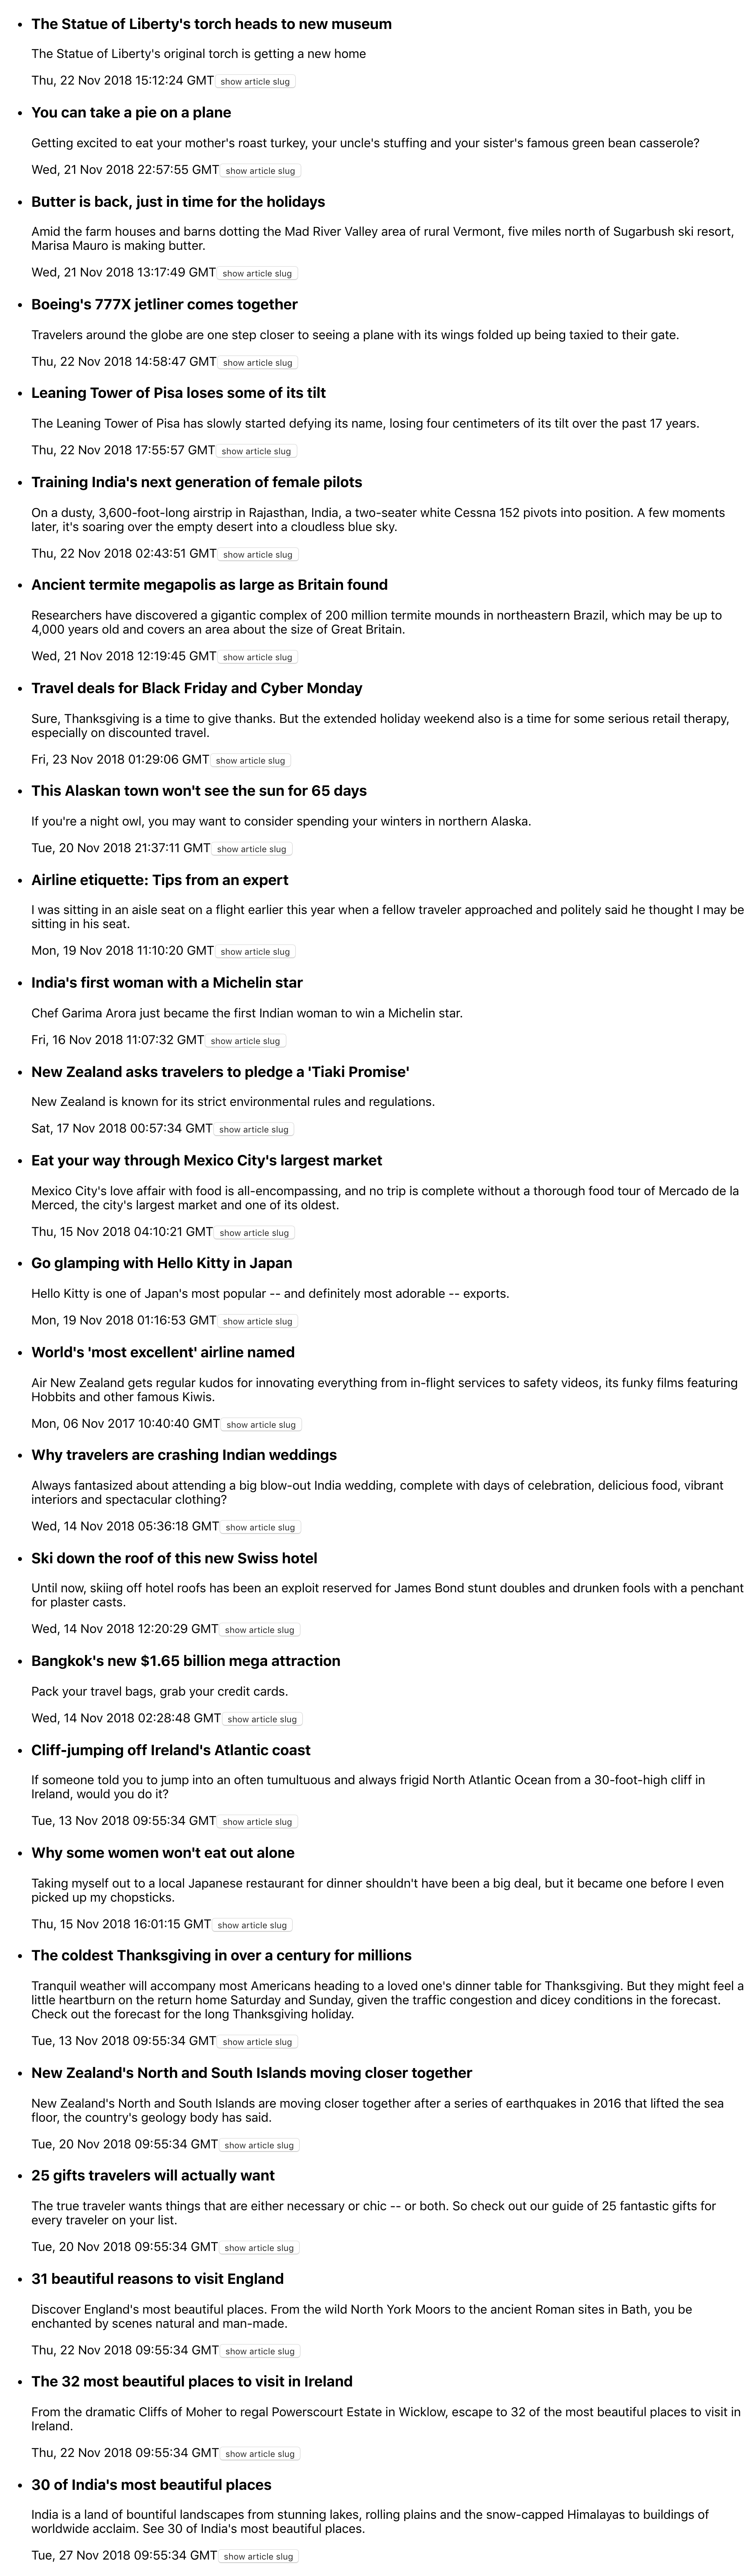 • The Statue of Liberty's torch heads to new museum
The Statue of Liberty's original torch is getting a new home
Thu, 22 Nov 2018 15:12:24 GMT show article slug
• You can take a pie on a plane
Getting excited to eat your mother's roast turkey, your uncle's stuffing and your sister's famous green bean casserole?
Wed, 21 Nov 2018 22:57:55 GMT show article slug
• Butter is back, just in time for the holidays
Amid the farm houses and barns dotting the Mad River Valley area of rural Vermont, five miles north of Sugarbush ski resort,
Marisa Mauro is making butter.
Wed, 21 Nov 2018 13:17:49 GMT show article slug
• Boeing's 777X jetliner comes together
Travelers around the globe are one step closer to seeing a plane with its wings folded up being taxied to their gate.
Thu, 22 Nov 2018 14:58:47 GMT show article slug
• Leaning Tower of Pisa loses some of its tilt
The Leaning Tower of Pisa has slowly started defying its name, losing four centimeters of its tilt over the past 17 years.
Thu, 22 Nov 2018 17:55:57 GMT show article slug
• Training India's next generation of female pilots
On a dusty, 3,600-foot-long airstrip in Rajasthan, India, a two-seater white Cessna 152 pivots into position. A few moments
later, it's soaring over the empty desert into a cloudless blue sky.
Thu, 22 Nov 2018 02:43:51 GMT show article slug
• Ancient termite megapolis as large as Britain found
Researchers have discovered a gigantic complex of 200 million termite mounds in northeastern Brazil, which may be up to
4,000 years old and covers an area about the size of Great Britain.
Wed, 21 Nov 2018 12:19:45 GMT show article slug
• Travel deals for Black Friday and Cyber Monday
Sure, Thanksgiving is a time to give thanks. But the extended holiday weekend also is a time for some serious retail therapy,
especially on discounted travel.
Fri, 23 Nov 2018 01:29:06 GMT show article slug
• This Alaskan town won't see the sun for 65 days
If you're a night owl, you may want to consider spending your winters in northern Alaska.
Tue, 20 Nov 2018 21:37:11 GMT show article slug
• Airline etiquette: Tips from an expert
I was sitting in an aisle seat on a flight earlier this year when a fellow traveler approached and politely said he thought I may be
sitting in his seat.
Mon, 19 Nov 2018 11:10:20 GMT show article slug
• India's first woman with a Michelin star
Chef Garima Arora just became the first Indian woman to win a Michelin star.
Fri, 16 Nov 2018 11:07:32 GMT show article slug
• New Zealand asks travelers to pledge a 'Tiaki Promise'
New Zealand is known for its strict environmental rules and regulations.
Sat, 17 Nov 2018 00:57:34 GMT show article slug
• Eat your way through Mexico City's largest market
Mexico City's love affair with food is all-encompassing, and no trip is complete without a thorough food tour of Mercado de la
Merced, the city's largest market and one of its oldest.
Thu, 15 Nov 2018 04:10:21 GMT show article slug
• Go glamping with Hello Kitty in Japan
Hello Kitty is one of Japan's most popular -- and definitely most adorable -- exports.
Mon, 19 Nov 2018 01:16:53 GMT show article slug
• World's 'most excellent' airline named
Air New Zealand gets regular kudos for innovating everything from in-flight services to safety videos, its funky films featuring
Hobbits and other famous Kiwis.
Mon, 06 Nov 2017 10:40:40 GMT show article slug
• Why travelers are crashing Indian weddings
Always fantasized about attending a big blow-out India wedding, complete with days of celebration, delicious food, vibrant
interiors and spectacular clothing?
Wed, 14 Nov 2018 05:36:18 GMT show article slug
• Ski down the roof of this new Swiss hotel
Until now, skiing off hotel roofs has been an exploit reserved for James Bond stunt doubles and drunken fools with a penchant
for plaster casts.
Wed, 14 Nov 2018 12:20:29 GMT show article slug
• Bangkok's new $1.65 billion mega attraction
Pack your travel bags, grab your credit cards.
Wed, 14 Nov 2018 02:28:48 GMT show article slug
• Cliff-jumping off Ireland's Atlantic coast
If someone told you to jump into an often tumultuous and always frigid North Atlantic Ocean from a 30-foot-high cliff in
Ireland, would you do it?
Tue, 13 Nov 2018 09:55:34 GMT show article slug
• Why some women won't eat out alone
Taking myself out to a local Japanese restaurant for dinner shouldn't have been a big deal, but it became one before I even
picked up my chopsticks.
Thu, 15 Nov 2018 16:01:15 GMT show article slug
• The coldest Thanksgiving in over a century for millions
Tranquil weather will accompany most Americans heading to a loved one's dinner table for Thanksgiving. But they might feel a
little heartburn on the return home Saturday and Sunday, given the traffic congestion and dicey conditions in the forecast.
Check out the forecast for the long Thanksgiving holiday.
Tue, 13 Nov 2018 09:55:34 GMT show article slug
• New Zealand's North and South Islands moving closer together
New Zealand's North and South Islands are moving closer together after a series of earthquakes in 2016 that lifted the sea
floor, the country's geology body has said.
Tue, 20 Nov 2018 09:55:34 GMT show article slug
• 25 gifts travelers will actually want
The true traveler wants things that are either necessary or chic -- or both. So check out our guide of 25 fantastic gifts for
every traveler on your list.
Tue, 20 Nov 2018 09:55:34 GMT show article slug
• 31 beautiful reasons to visit England
Discover England's most beautiful places. From the wild North York Moors to the ancient Roman sites in Bath, you be
enchanted by scenes natural and man-made.
Thu, 22 Nov 2018 09:55:34 GMT show article slug
• The 32 most beautiful places to visit in Ireland
From the dramatic Cliffs of Moher to regal Powerscourt Estate in Wicklow, escape to 32 of the most beautiful places to visit in
Ireland.
Thu, 22 Nov 2018 09:55:34 GMT show article slug
• 30 of India's most beautiful places
India is a land of bountiful landscapes from stunning lakes, rolling plains and the snow-capped Himalayas to buildings of
worldwide acclaim. See 30 of India's most beautiful places.
Tue, 27 Nov 2018 09:55:34 GMT show article slug